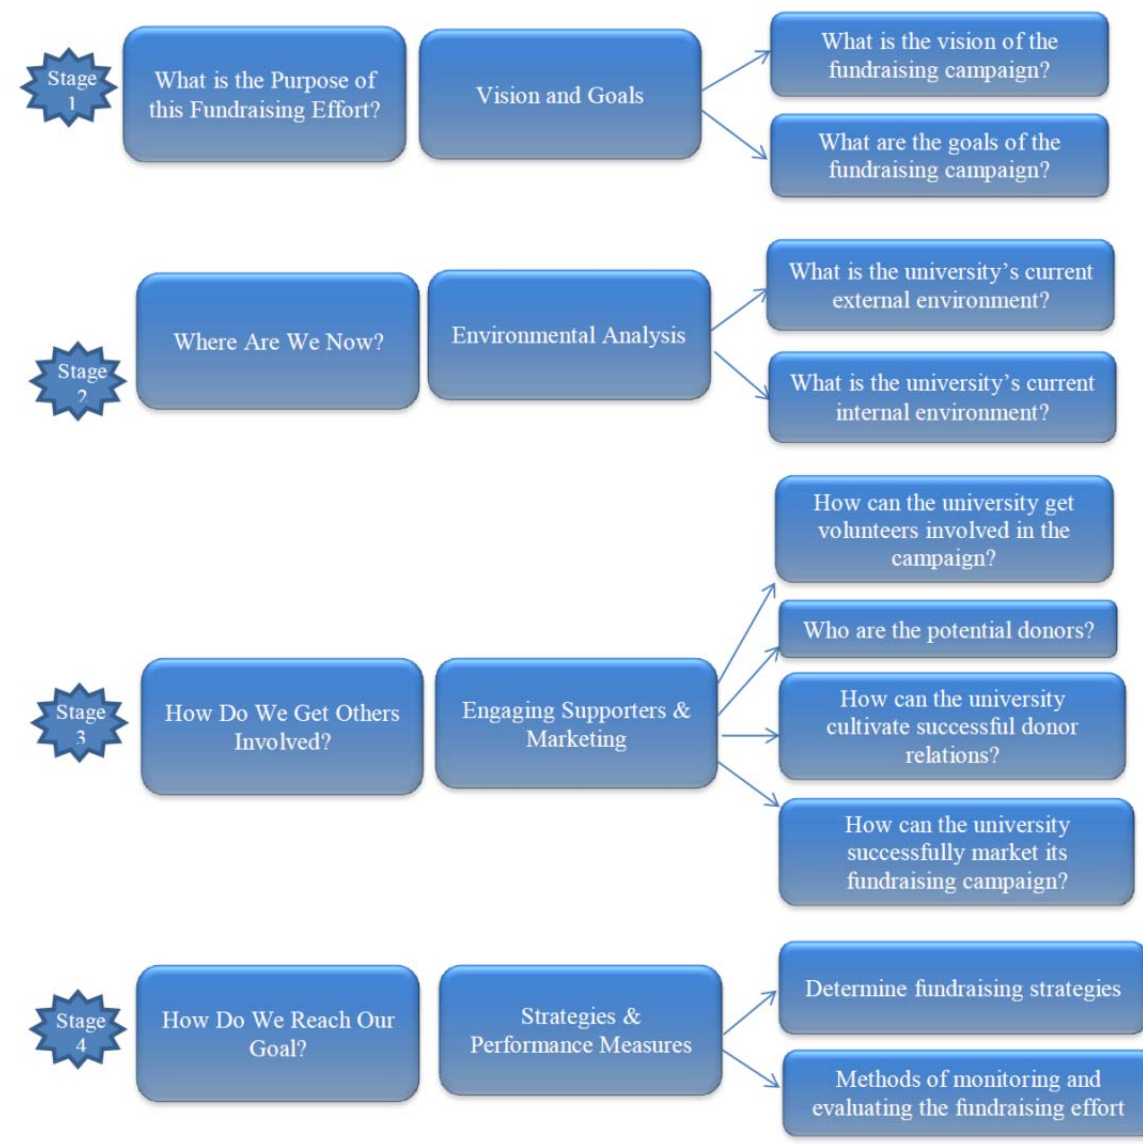 Stage
1
What is the Purpose of
this Fundraising Effort?
Vision and Goals
What is the vision of the
fundraising campaign?
What are the goals of the
fundraising campaign?
Stage
2
Where Are We Now?
Environmental Analysis
What is the university’s current
external environment?
What is the university’s current
internal environment?
Stage
3
How Do We Get Others
Involved?
Engaging Supporters &
Marketing
How can the university get
volunteers involved in the
campaign?
Who are the potential donors?
How can the university
cultivate successful donor
relations?
How can the university
successfully market its
fundraising campaign?
Stage
4
How Do We Reach Our
Goal?
Strategies &
Performance Measures
Determine fundraising strategies
Methods of monitoring and
evaluating the fundraising effort